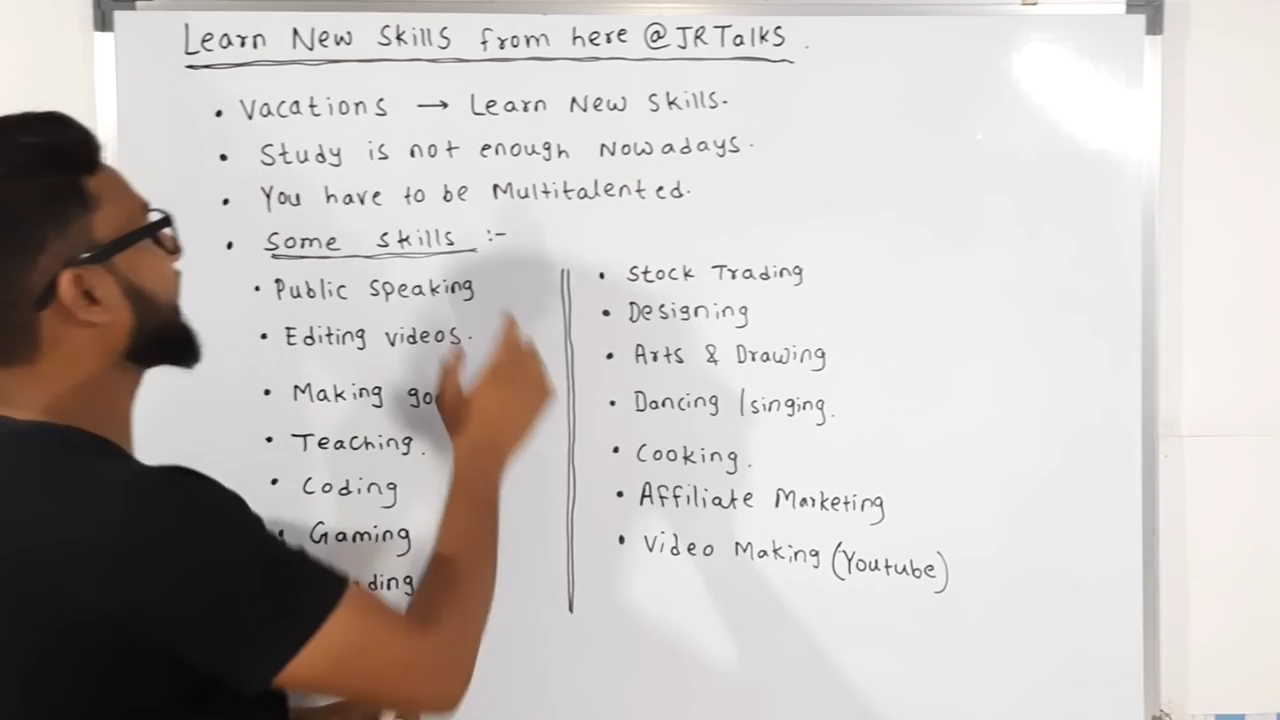 Learn New Skills from here @JRTalks.
• Vacations → Learn New Skills.
• Study is not enough Nowadays.
• You have to be Multitalented.
• Some skills :-
• Public speaking
• Editing videos.
• Making
• Teaching.
• Coding
• Gaming
• Stock Trading
• Designing
• Arts & Drawing
• Dancing /singing.
• Cooking.
• Affiliate Marketing
• Video Making (Youtube)